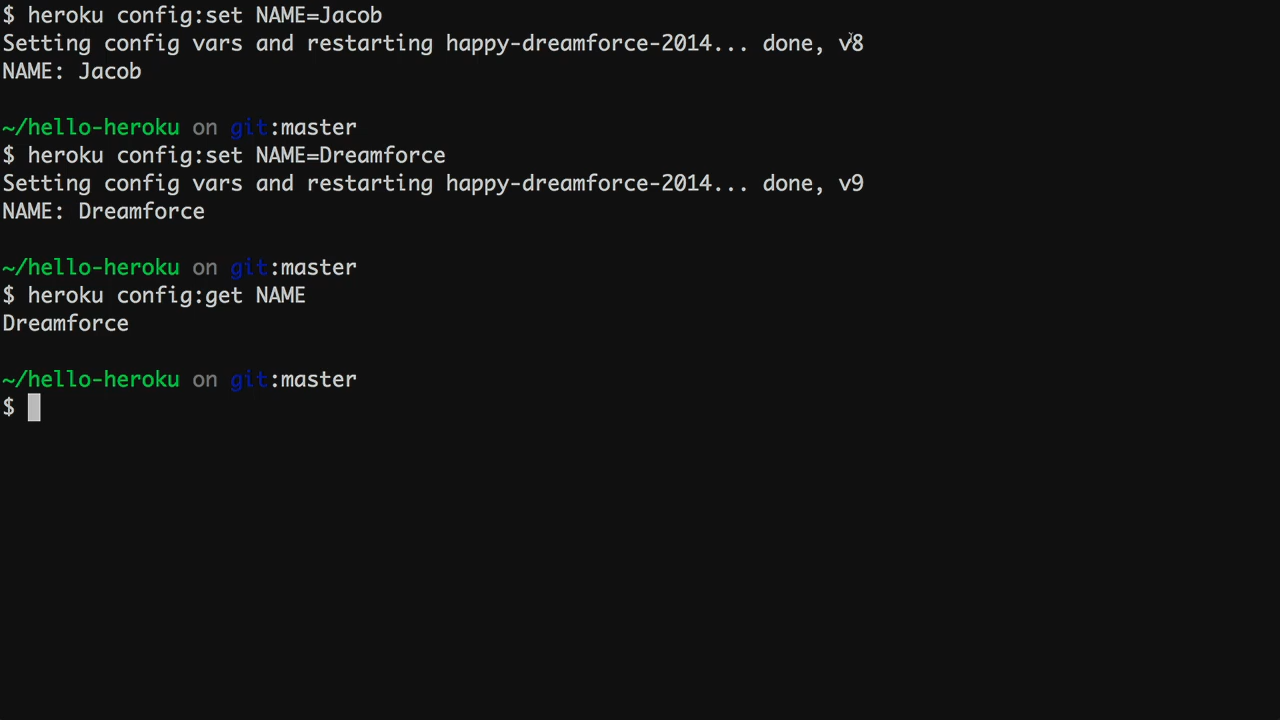 $ heroku config:set NAME=Jacob
Setting config vars and restarting happy-dreamforce-2014... done, v8
NAME: Jacob
~/hello-heroku on git:master
$ heroku config:set NAME=Dreamforce
Setting config vars and restarting happy-dreamforce-2014... done, v9
NAME: Dreamforce
~/hello-heroku on git:master
$ heroku config:get NAME
Dreamforce
~/hello-heroku on git:master
$